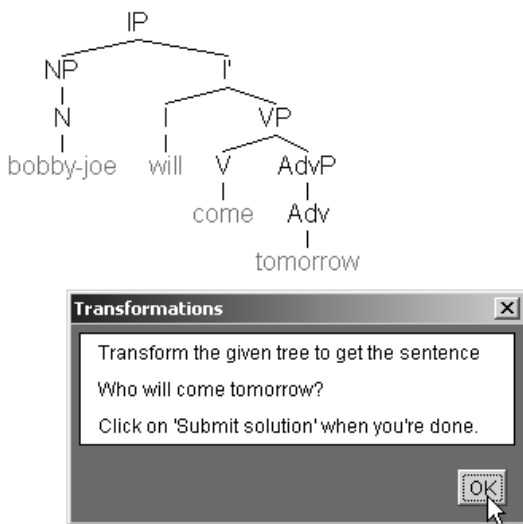 IP
NP I'
N I VP
bobby-joe will V AdvP
come Adv
tomorrow
Transformations
Transform the given tree to get the sentence
Who will come tomorrow?
Click on 'Submit solution' when you're done.
OK